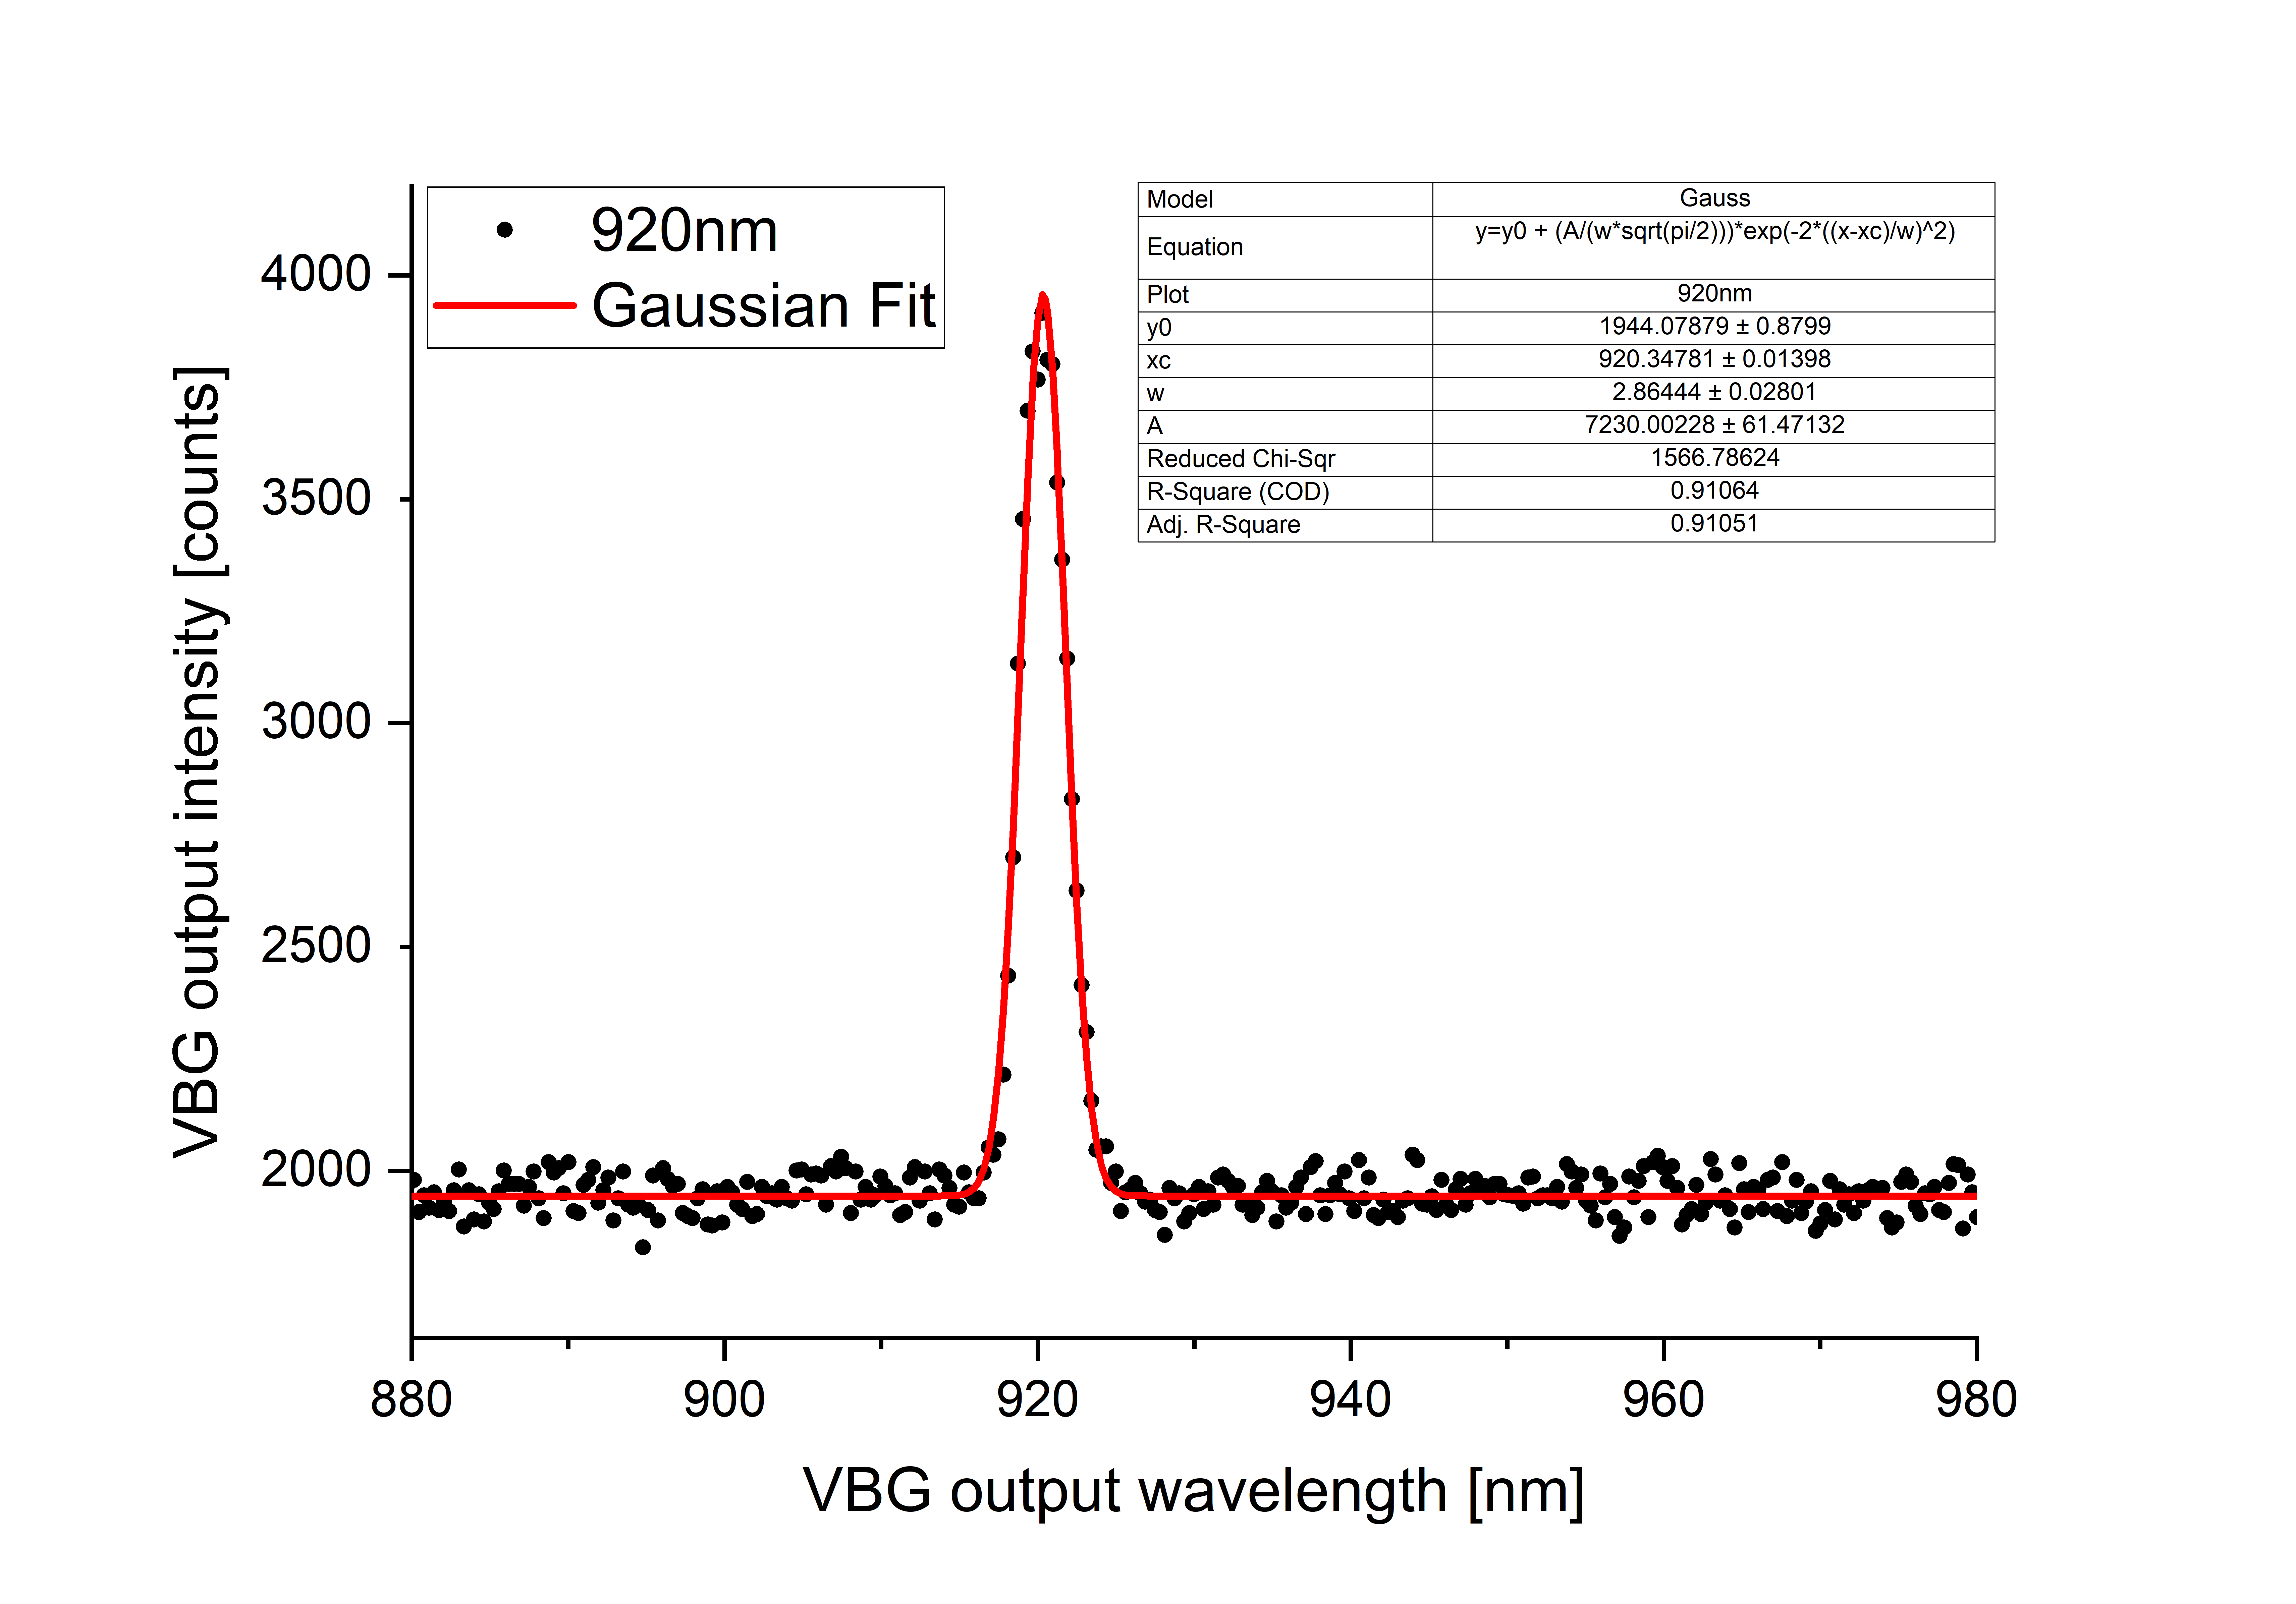 920nm
Gaussian Fit
Model Gauss
Equation y=y0 + (A/(w*sqrt(pi/2)))*exp(-2*((x-xc)/w)^2)
Plot 920nm
y0 1944.07879 ± 0.8799
xc 920.34781 ± 0.01398
w 2.86444 ± 0.02801
A 7230.00228 ± 61.47132
Reduced Chi-Sqr 1566.78624
R-Square (COD) 0.91064
Adj. R-Square 0.91051
VBG output intensity [counts]
4000
3500
3000
2500
2000
880 900 920 940 960 980
VBG output wavelength [nm]